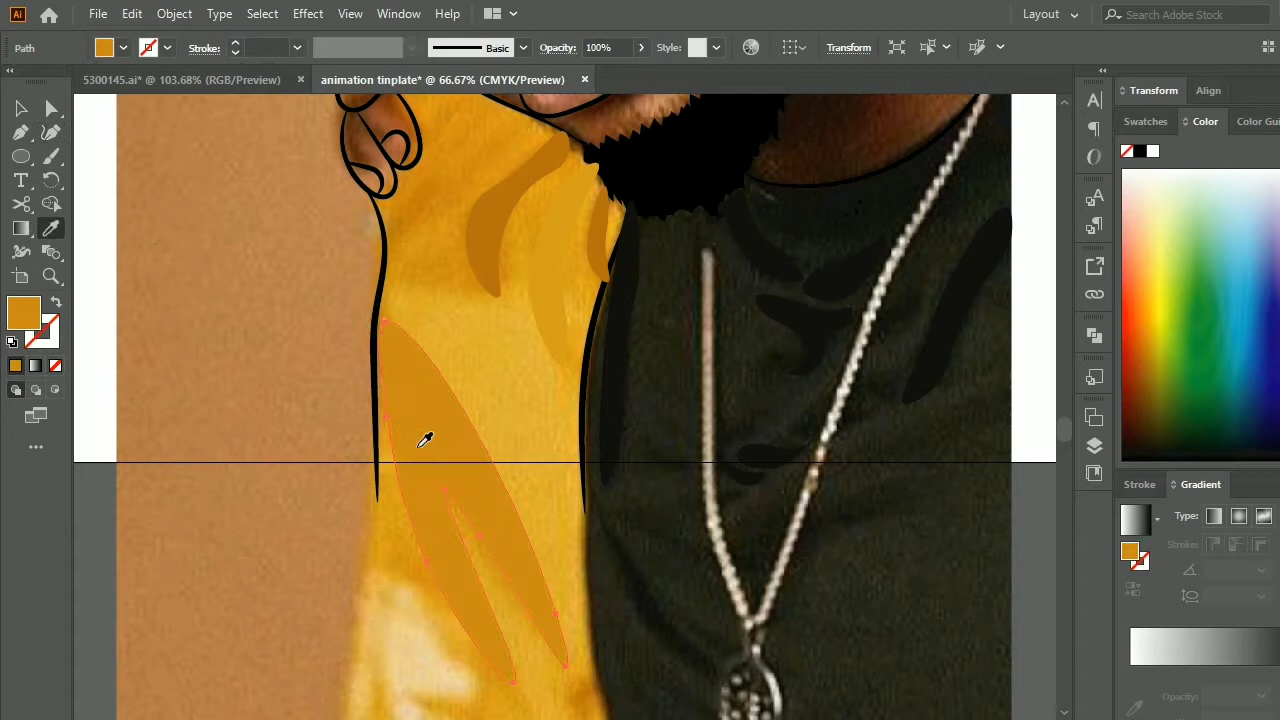 Ai File Edit Object Type Select Effect View Window Help Layout Search Adobe Stock
Path Stroke: Basic Opacity: 100% Style: Transform
5300145.ai* @ 103.68% (RGB/Preview) × animation tinplate* @ 66.67% (CMYK/Preview) ×
Transform Align
Swatches Color Color Gui
Stroke Gradient
Type:
Stroke:
Opacity: